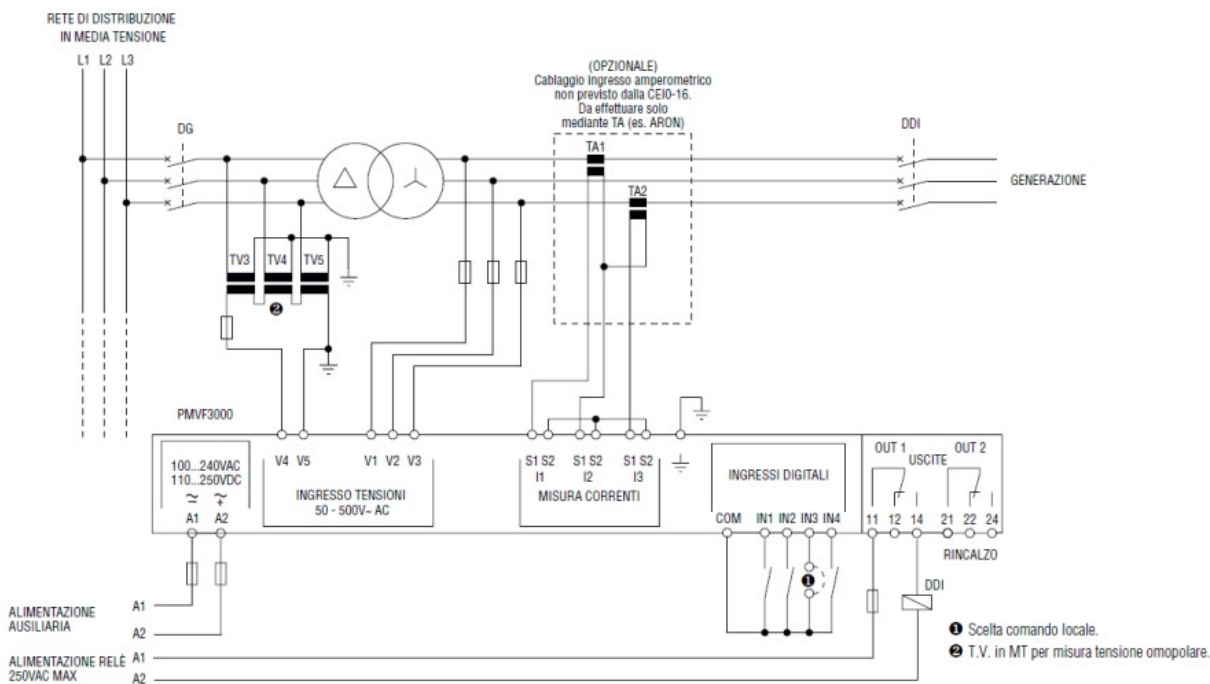 RETE DI DISTRIBUZIONE
IN MEDIA TENSIONE
L1 L2 L3
DG
(OPZIONALE)
Cablaggio ingresso amperometrico
non previsto dalla CEI0-16.
Da effettuare solo
mediante TA (es. ARON)
TA1
TA2
DDI
GENERAZIONE
TV3 TV4 TV5
❷
PMVF3000
100...240VAC
110...250VDC
A1 A2
V4 V5 V1 V2 V3
INGRESSO TENSIONI
50 - 500V~ AC
S1 S2 S1 S2 S1 S2
I1 I2 I3
MISURA CORRENTI
INGRESSI DIGITALI
COM IN1 IN2 IN3 IN4
OUT 1 OUT 2
USCITE
11 12 14 21 22 24
RINCALZO
❶
DDI
ALIMENTAZIONE
AUSILIARIA
A1
A2
ALIMENTAZIONE RELÈ
250VAC MAX
A1
A2
❶ Scelta comando locale.
❷ T.V. in MT per misura tensione omopolare.